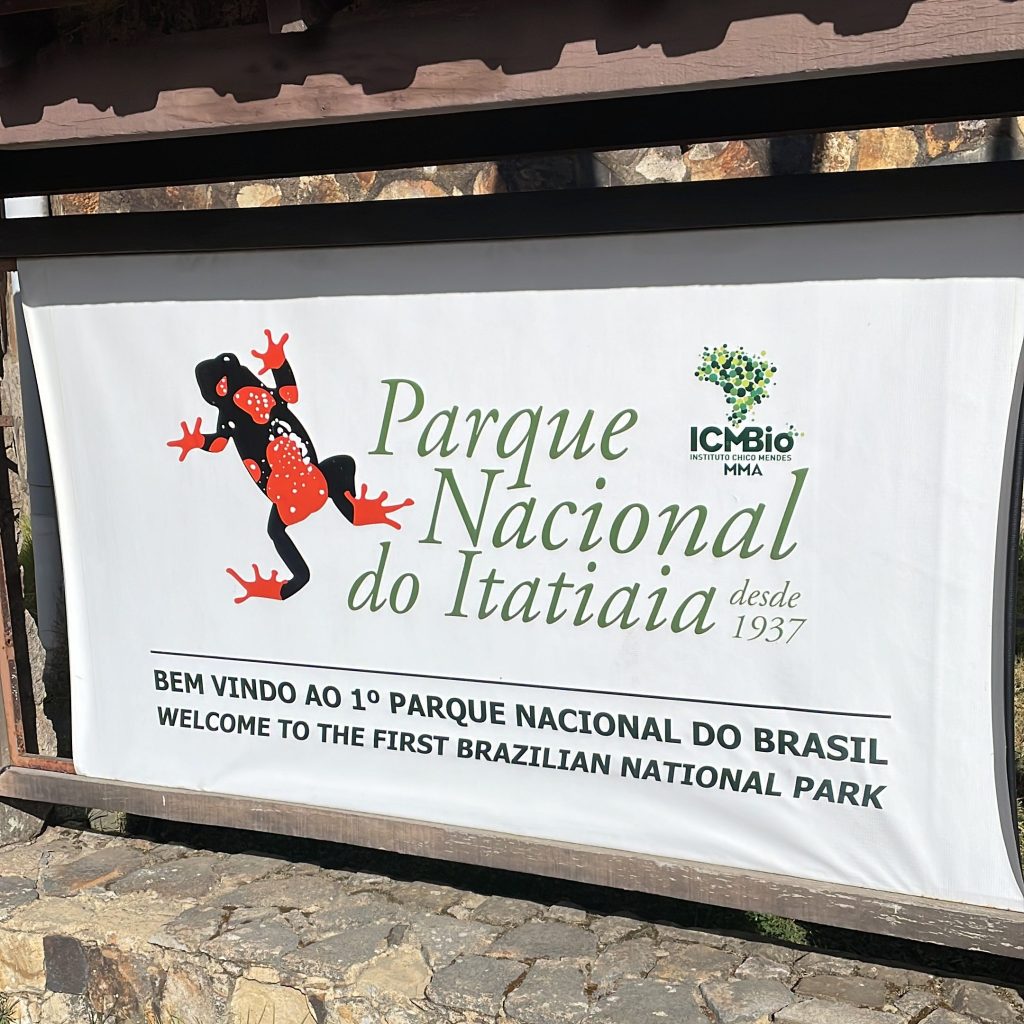 Parque
Nacional
do Itatiaia
desde
1937
ICMBio
INSTITUTO CHICO MENDES
MMA
BEM VINDO AO 1º PARQUE NACIONAL DO BRASIL
WELCOME TO THE FIRST BRAZILIAN NATIONAL PARK